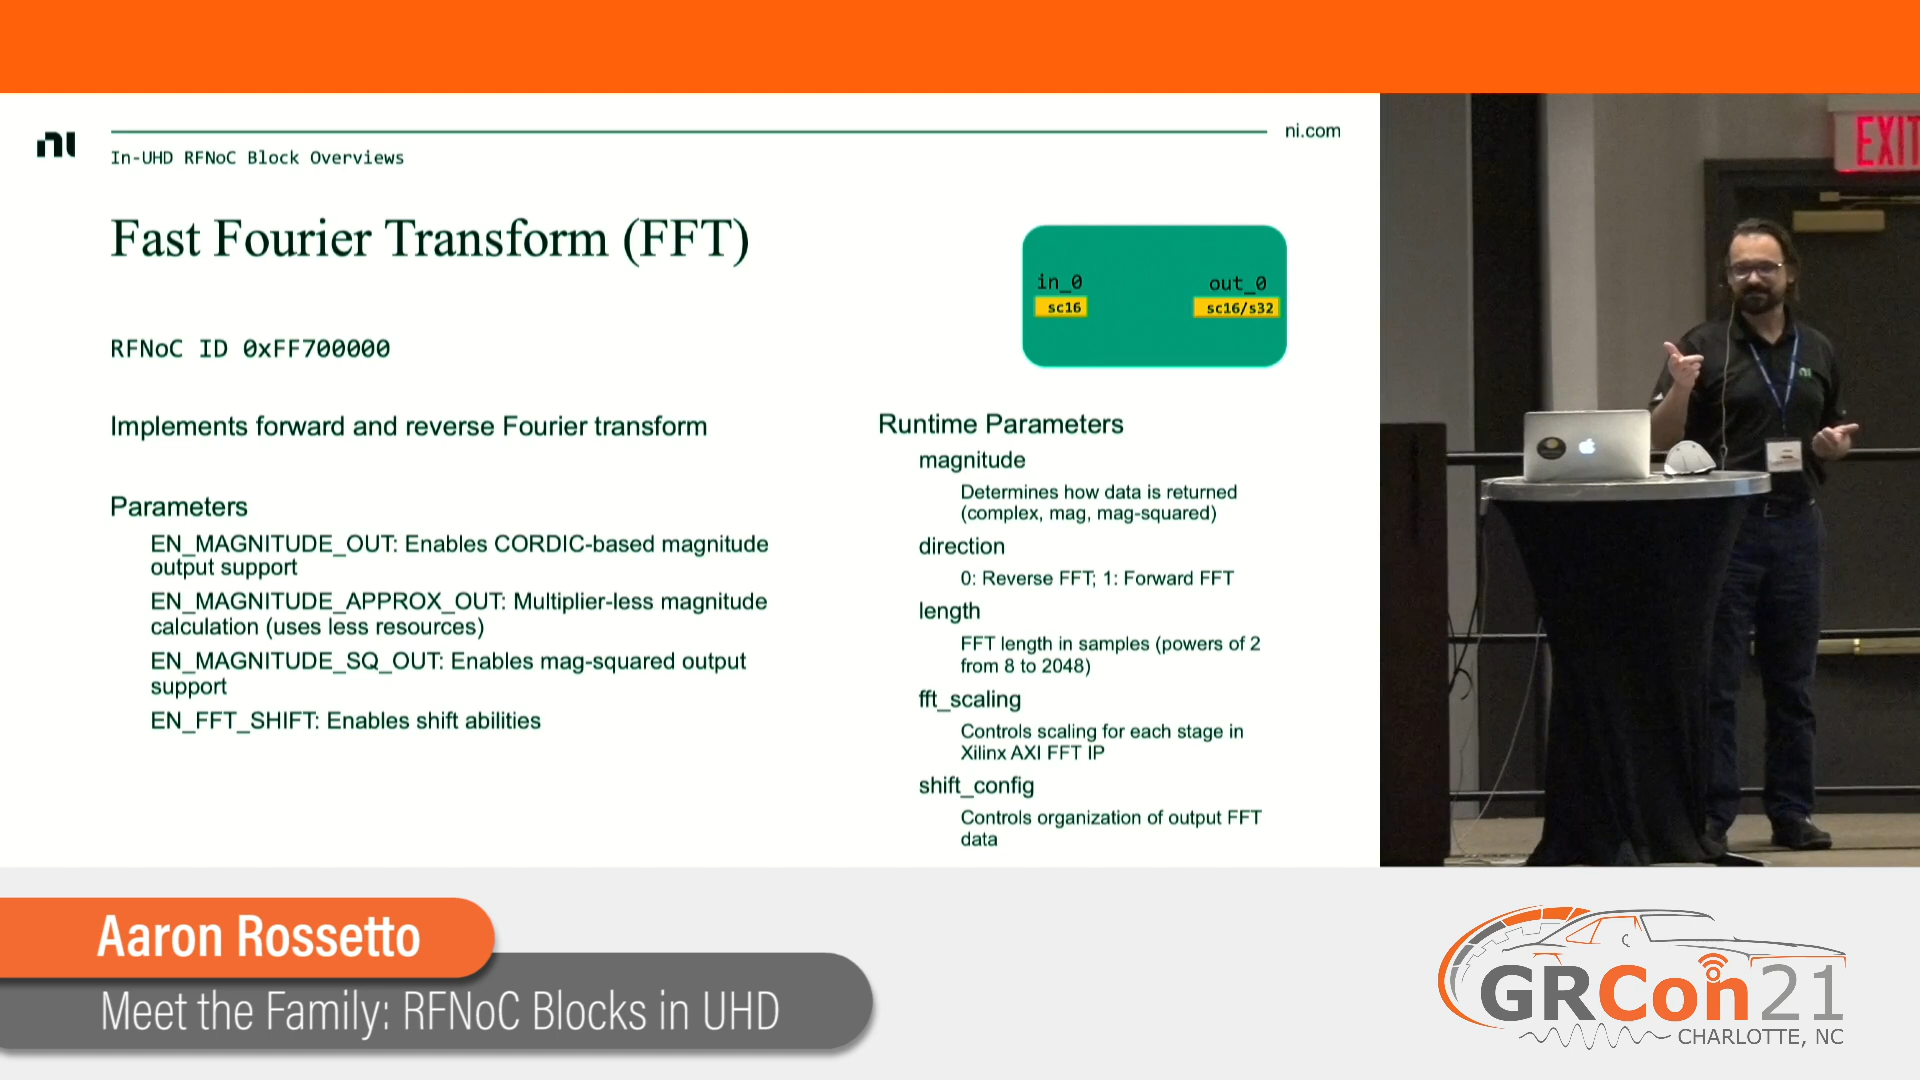 ni
ni.com
In-UHD RFNoC Block Overviews
Fast Fourier Transform (FFT)
in_0
out_0
sc16
sc16/s32
RFNoC ID 0xFF700000
Implements forward and reverse Fourier transform
Parameters
EN_MAGNITUDE_OUT: Enables CORDIC-based magnitude
output support
EN_MAGNITUDE_APPROX_OUT: Multiplier-less magnitude
calculation (uses less resources)
EN_MAGNITUDE_SQ_OUT: Enables mag-squared output
support
EN_FFT_SHIFT: Enables shift abilities
Runtime Parameters
magnitude
Determines how data is returned
(complex, mag, mag-squared)
direction
0: Reverse FFT; 1: Forward FFT
length
FFT length in samples (powers of 2
from 8 to 2048)
fft_scaling
Controls scaling for each stage in
Xilinx AXI FFT IP
shift_config
Controls organization of output FFT
data
EXIT
ni
Aaron Rossetto
Meet the Family: RFNoC Blocks in UHD
GRCon21
CHARLOTTE, NC